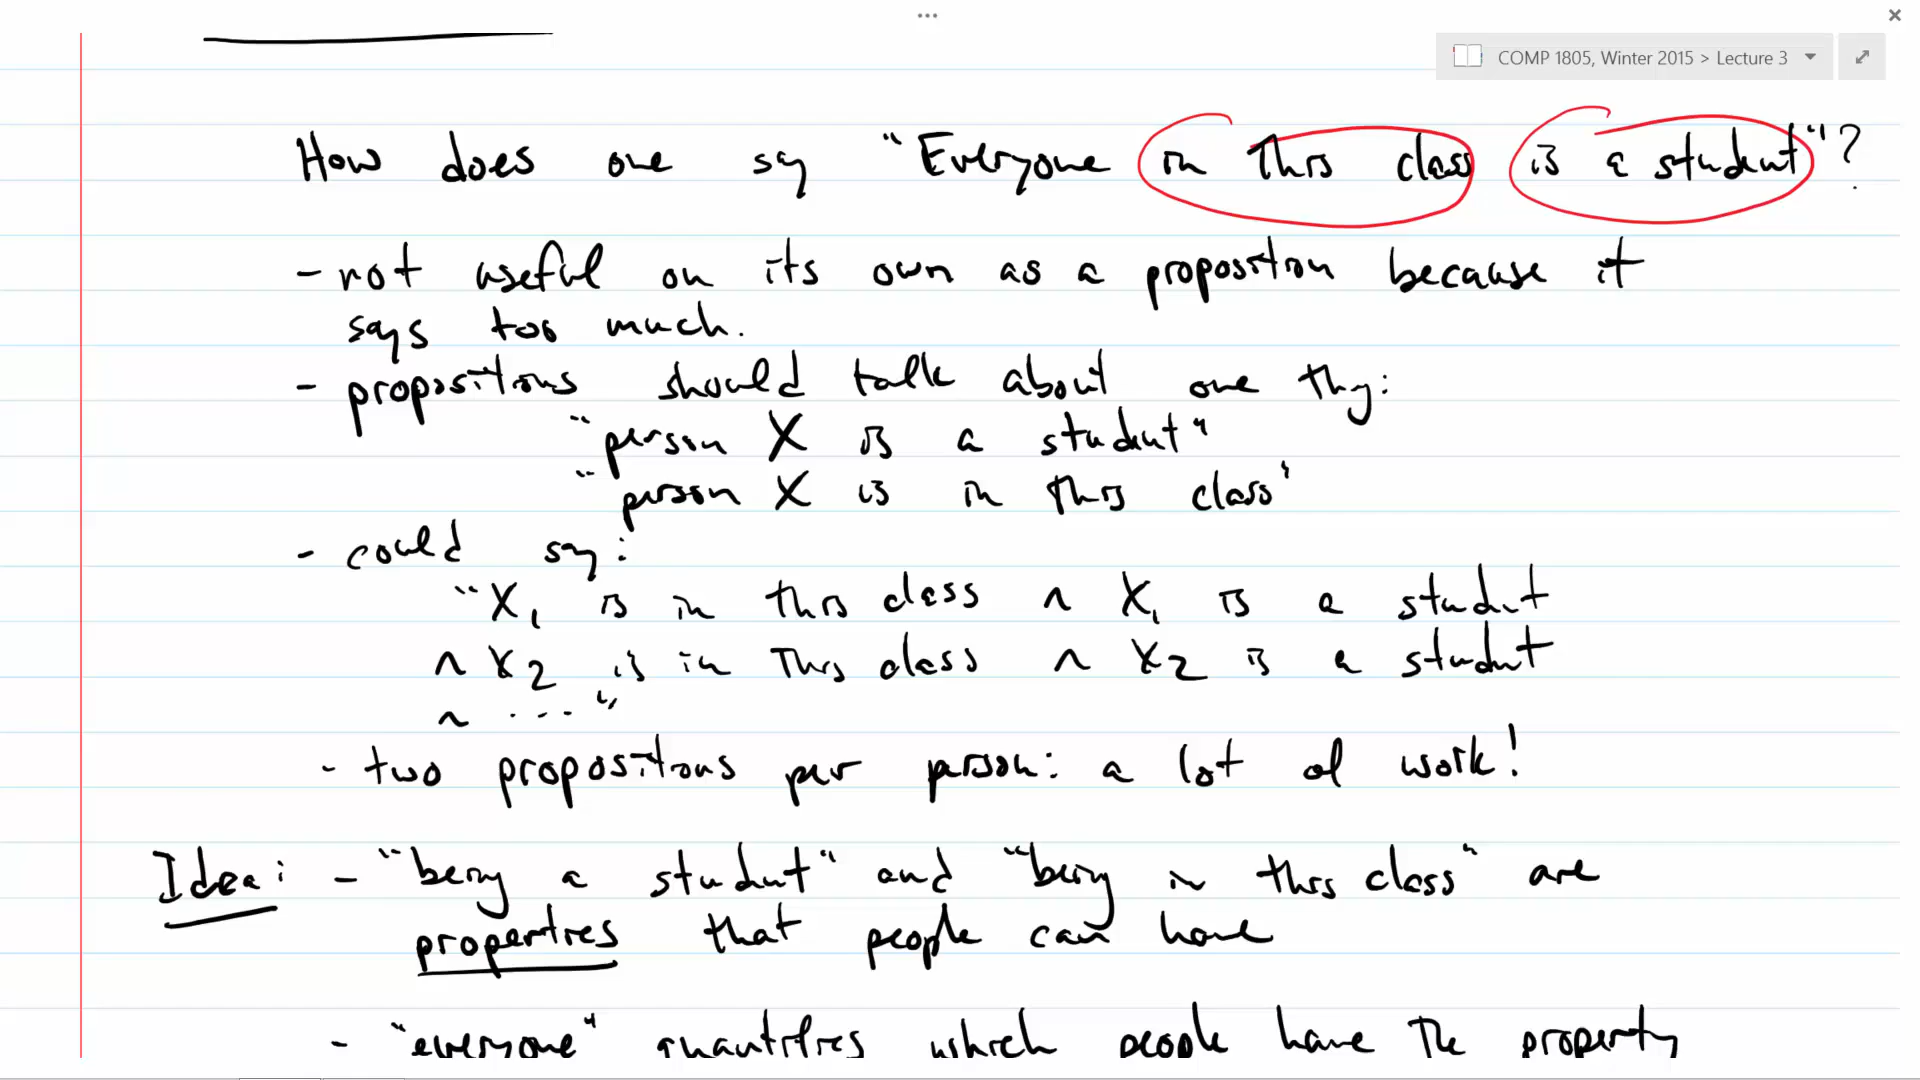 COMP 1805, Winter 2015 > Lecture 3
How does one say "Everyone in this class is a student"?
- not useful on its own as a proposition because it
says too much.
- propositions should talk about one thing:
"person X is a student"
"person X is in this class"
- could say:
"X₁ is in this class ∧ X₁ is a student
∧ X2 is in this class ∧ X2 is a student
∧ ..."
- two propositions per person: a lot of work!
Idea: - "being a student" and "being in this class" are
properties that people can have
- "everyone" quantifies which people have the property